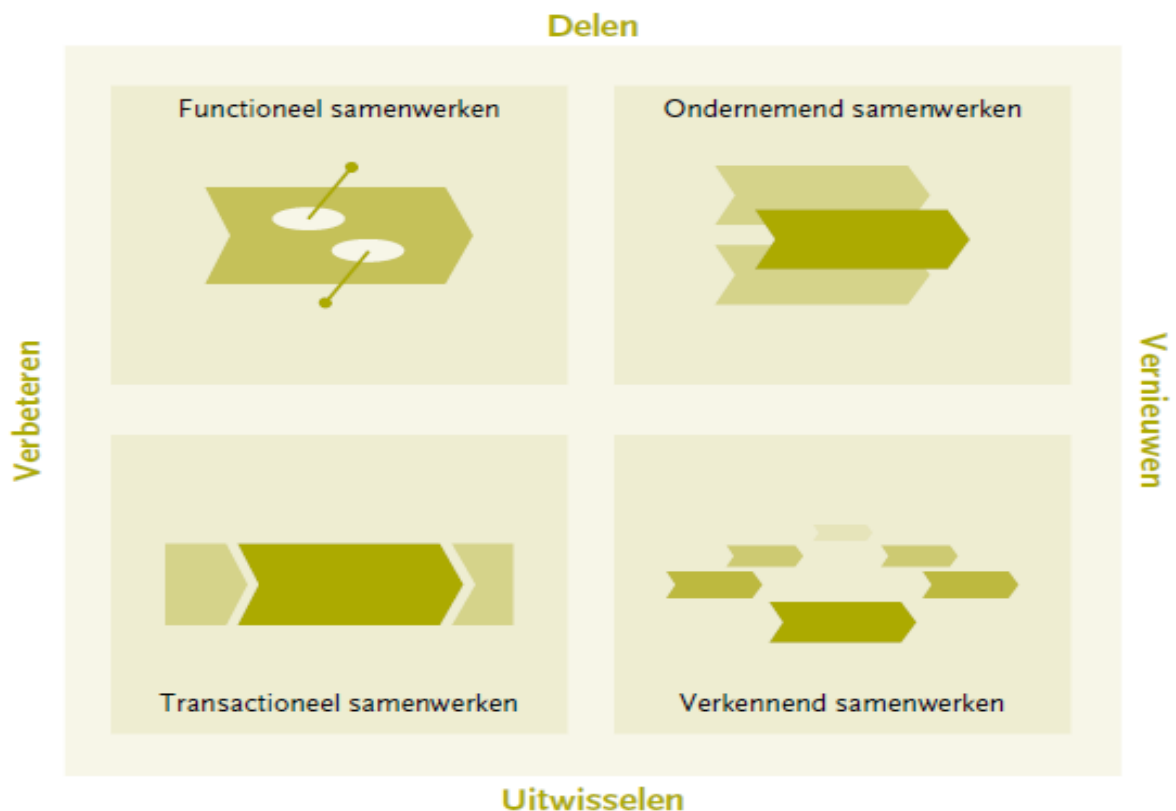 Delen
Functioneel samenwerken
Ondernemend samenwerken
Verbeteren
Vernieuwen
Transactioneel samenwerken
Verkennend samenwerken
Uitwisselen